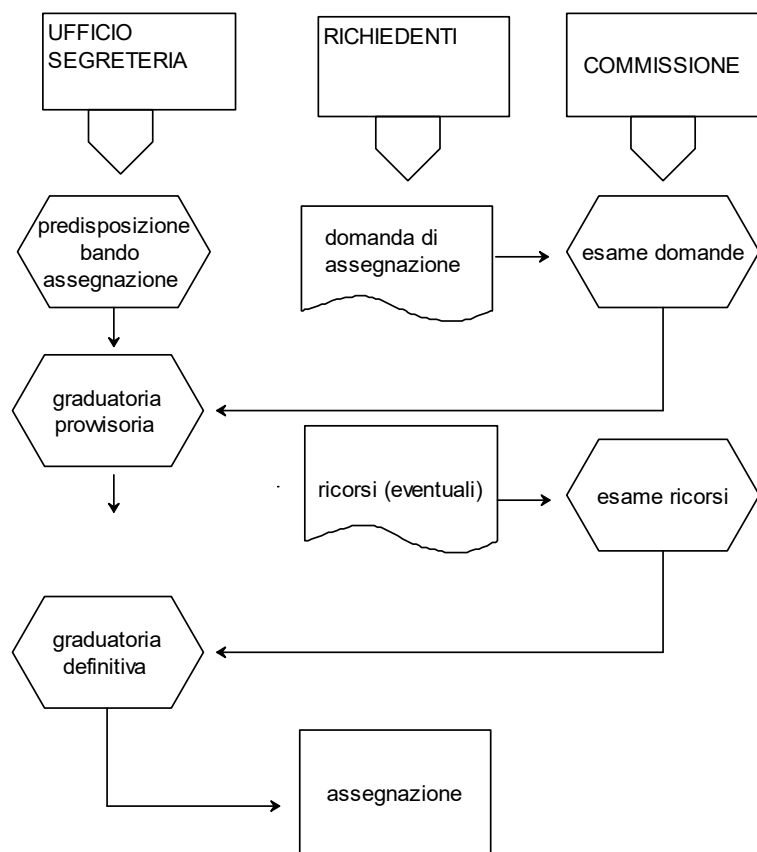 UFFICIO
SEGRETERIA
RICHIEDENTI
COMMISSIONE
predisposizione
bando
assegnazione
domanda di
assegnazione
esame domande
graduatoria
provvisoria
ricorsi (eventuali)
esame ricorsi
graduatoria
definitiva
assegnazione